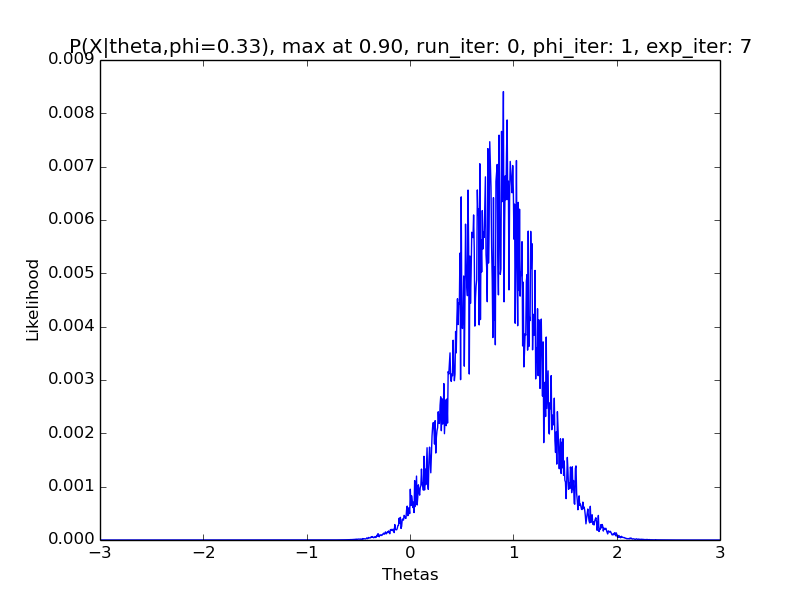 P(X|theta,phi=0.33), max at 0.90, run_iter: 0, phi_iter: 1, exp_iter: 7
0.009
0.008
0.007
0.006
0.005
0.004
0.003
0.002
0.001
0.000
Likelihood
−3 −2 −1 0 1 2 3
Thetas